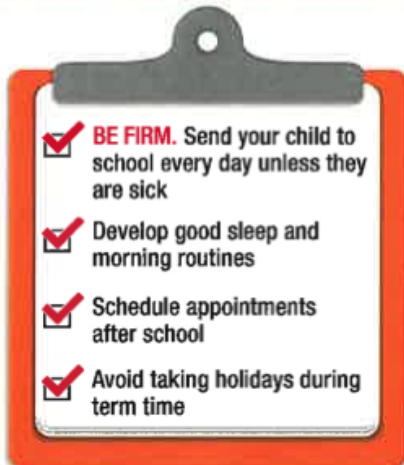 BE FIRM. Send your child to
school every day unless they
are sick
Develop good sleep and
morning routines
Schedule appointments
after school
Avoid taking holidays during
term time